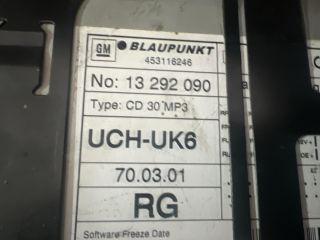 GM BLAUPUNKT
453116246
No: 13 292 090
Type: CD 30 MP3
UCH-UK6
70.03.01
RG
Software Freeze Date